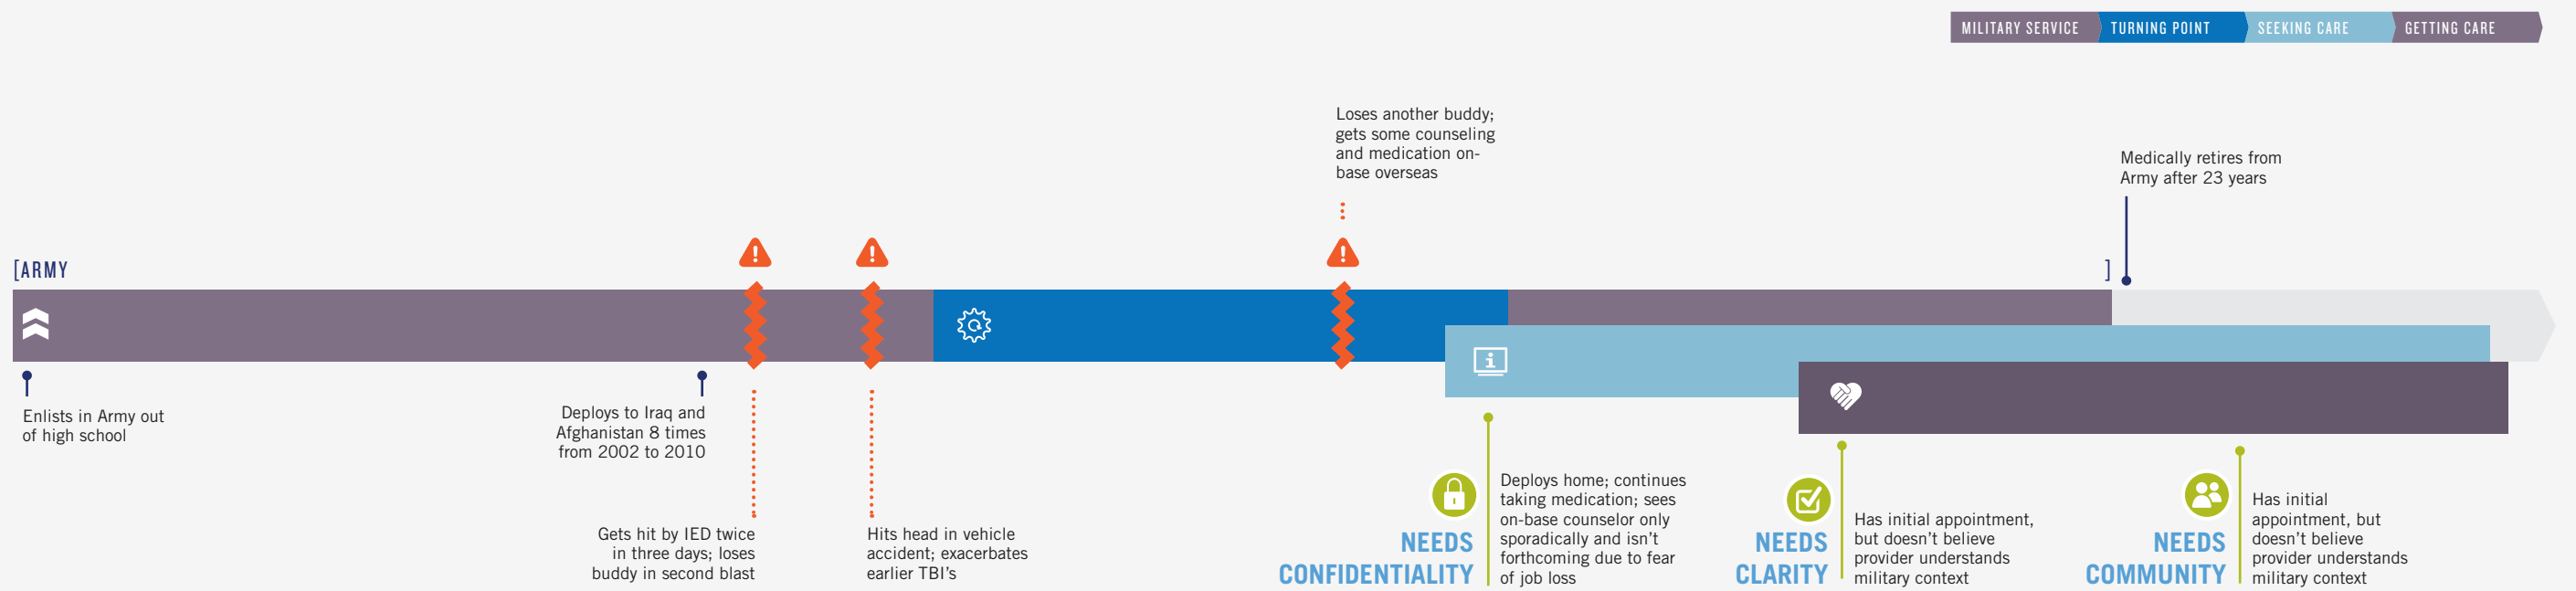 MILITARY SERVICE
TURNING POINT
SEEKING CARE
GETTING CARE
Loses another buddy;
gets some counseling
and medication on-
base overseas
Medically retires from
Army after 23 years
[ARMY
]
Enlists in Army out
of high school
Deploys to Iraq and
Afghanistan 8 times
from 2002 to 2010
Gets hit by IED twice
in three days; loses
buddy in second blast
Hits head in vehicle
accident; exacerbates
earlier TBI's
NEEDS
CONFIDENTIALITY
Deploys home; continues
taking medication; sees
on-base counselor only
sporadically and isn't
forthcoming due to fear
of job loss
NEEDS
CLARITY
Has initial appointment,
but doesn't believe
provider understands
military context
NEEDS
COMMUNITY
Has initial
appointment, but
doesn't believe
provider understands
military context